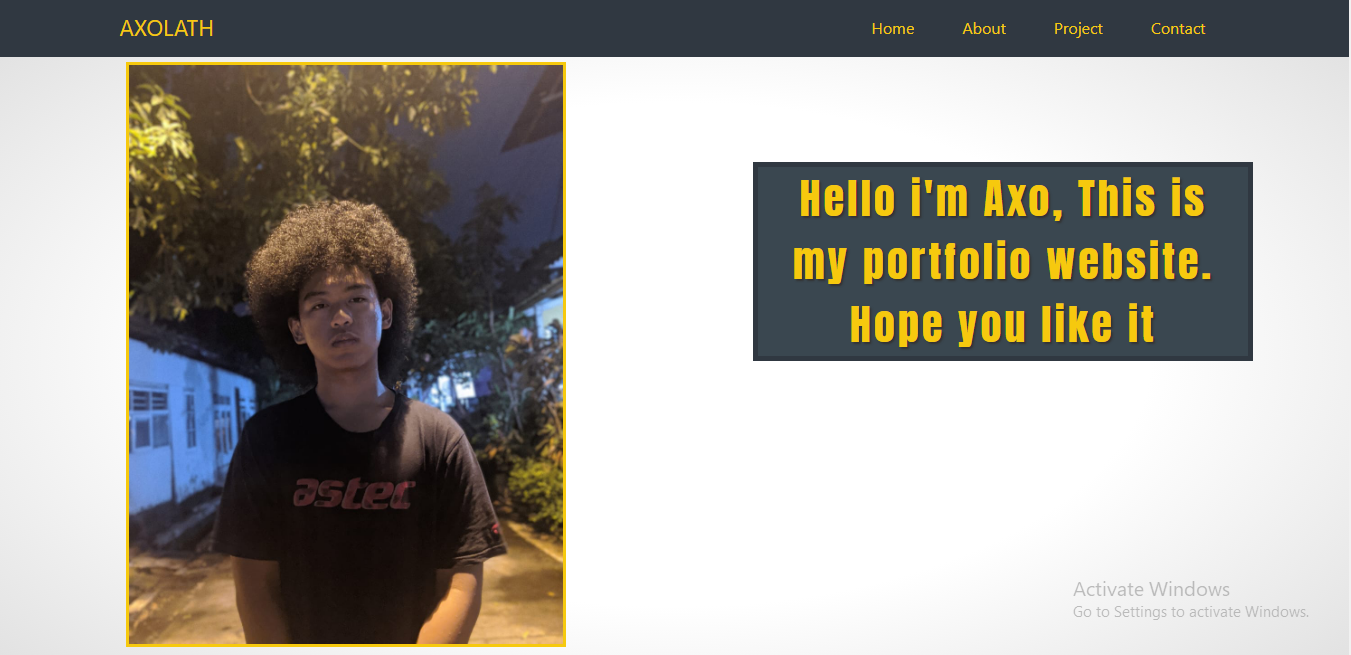 AXOLATH
Home About Project Contact
Hello i'm Axo, This is
my portfolio website.
Hope you like it
astec
Activate Windows
Go to Settings to activate Windows.